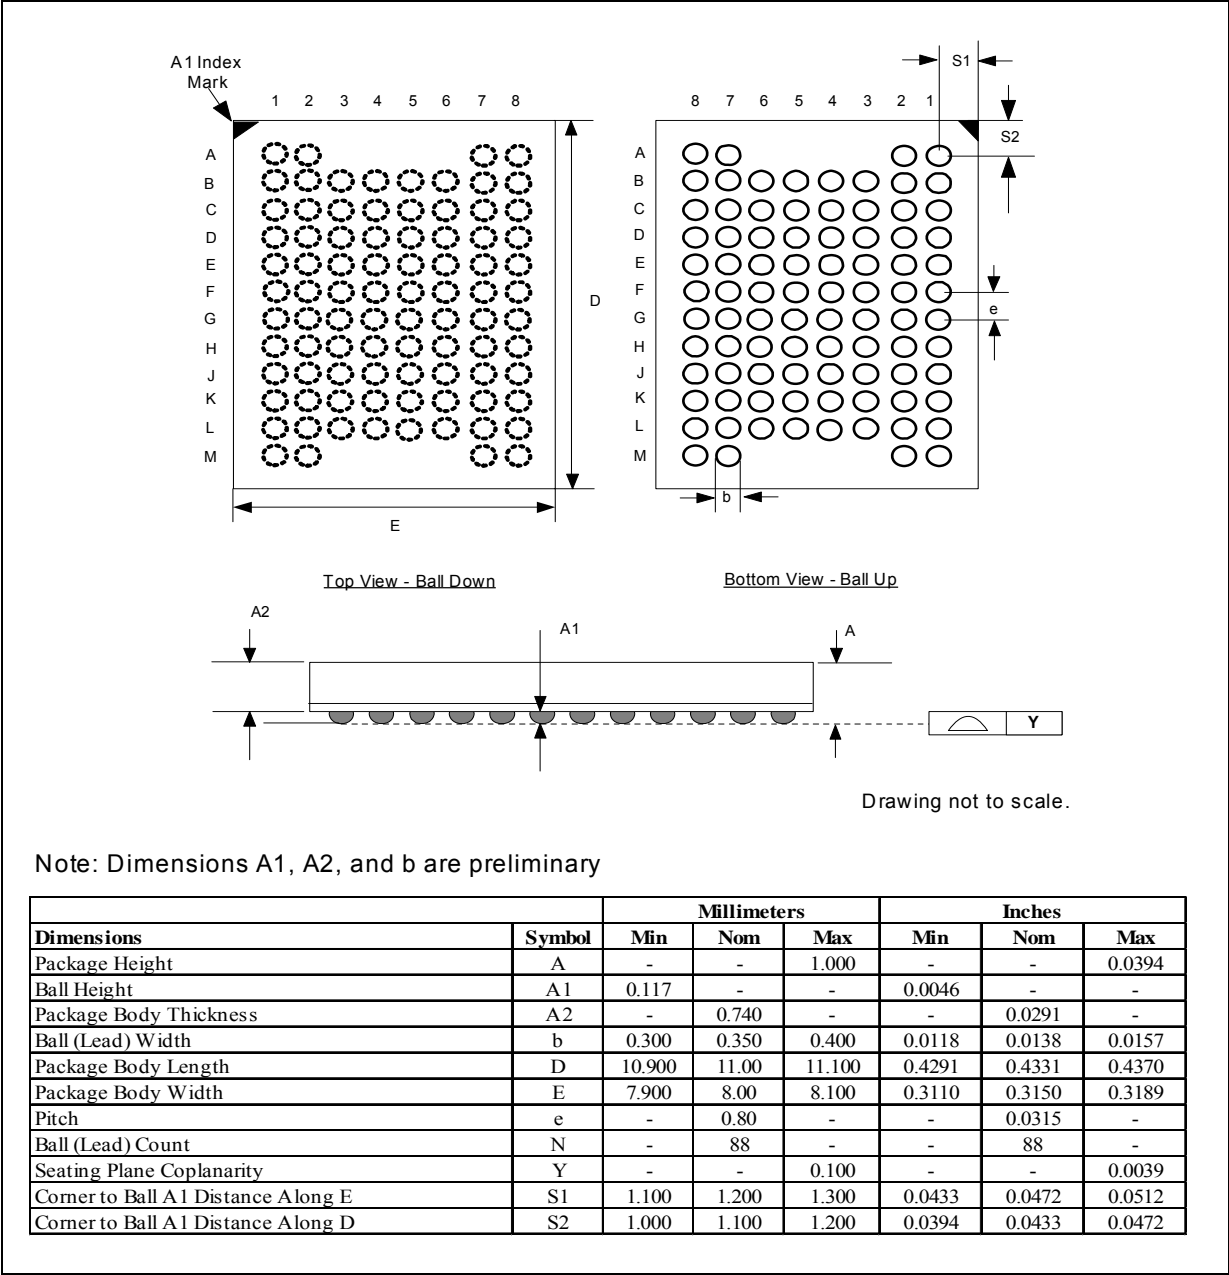 A1 Index
Mark
1 2 3 4 5 6 7 8
A
B
C
D
E
F
G
H
J
K
L
M
D
E
8 7 6 5 4 3 2 1
A
B
C
D
E
F
G
H
J
K
L
M
S1
S2
e
b
Top View - Ball Down
Bottom View - Ball Up
A2
A1
A
Y
Drawing not to scale.
Note: Dimensions A1, A2, and b are preliminary
Millimeters Inches
Dimensions Symbol Min Nom Max Min Nom Max
Package Height A - - 1.000 - - 0.0394
Ball Height A1 0.117 - - 0.0046 - -
Package Body Thickness A2 - 0.740 - - 0.0291 -
Ball (Lead) Width b 0.300 0.350 0.400 0.0118 0.0138 0.0157
Package Body Length D 10.900 11.00 11.100 0.4291 0.4331 0.4370
Package Body Width E 7.900 8.00 8.100 0.3110 0.3150 0.3189
Pitch e - 0.80 - - 0.0315 -
Ball (Lead) Count N - 88 - - 88 -
Seating Plane Coplanarity Y - - 0.100 - - 0.0039
Corner to Ball A1 Distance Along E S1 1.100 1.200 1.300 0.0433 0.0472 0.0512
Corner to Ball A1 Distance Along D S2 1.000 1.100 1.200 0.0394 0.0433 0.0472